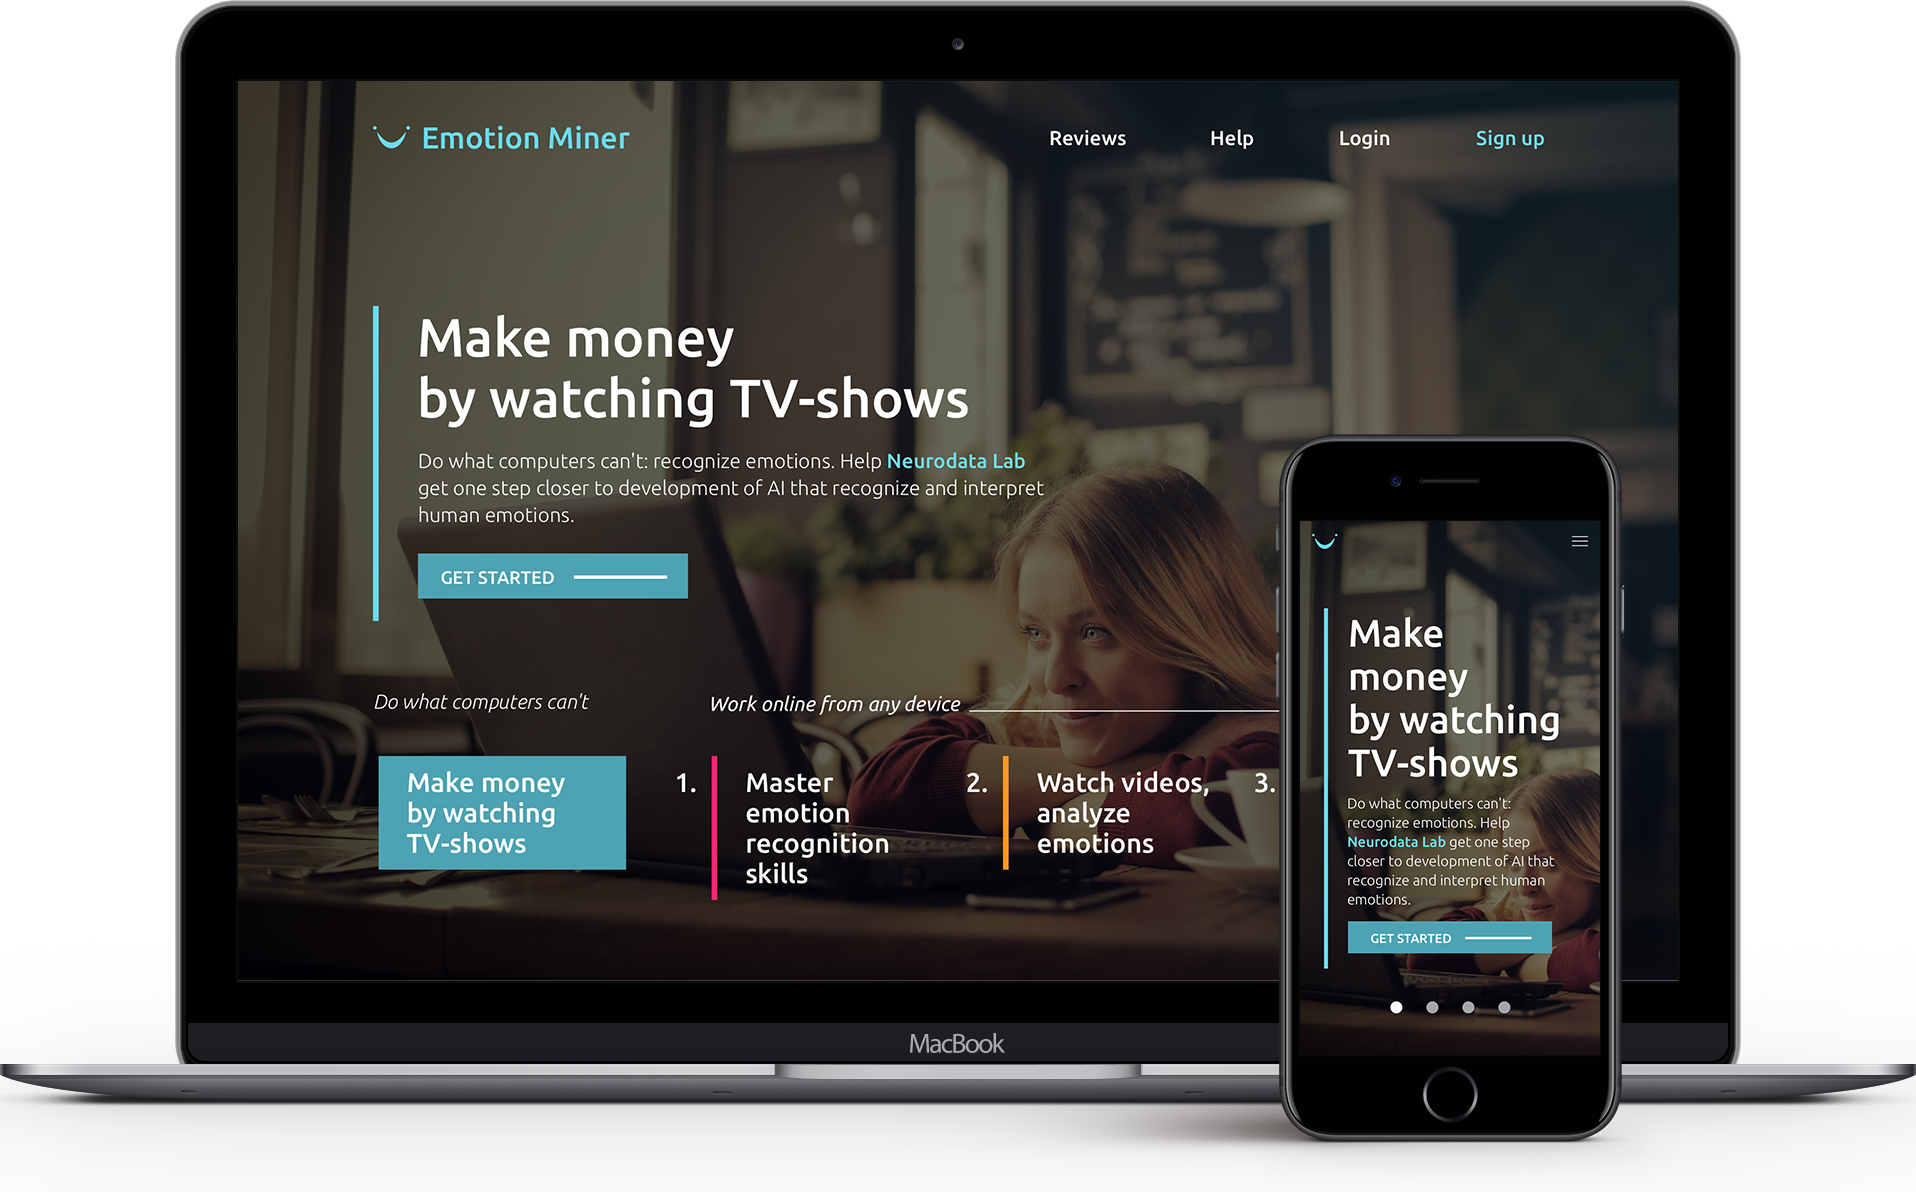 Emotion Miner
Reviews
Help
Login
Sign up
Make money
by watching TV-shows
Do what computers can't: recognize emotions. Help Neurodata Lab
get one step closer to development of AI that recognize and interpret
human emotions.
GET STARTED
Do what computers can't
Work online from any device
Make money
by watching
TV-shows
1.
Master
emotion
recognition
skills
2.
Watch videos,
analyze
emotions
3.
MacBook
Make
money
by watching
TV-shows
Do what computers can't:
recognize emotions. Help
Neurodata Lab get one step
closer to development of AI that
recognize and interpret human
emotions.
GET STARTED